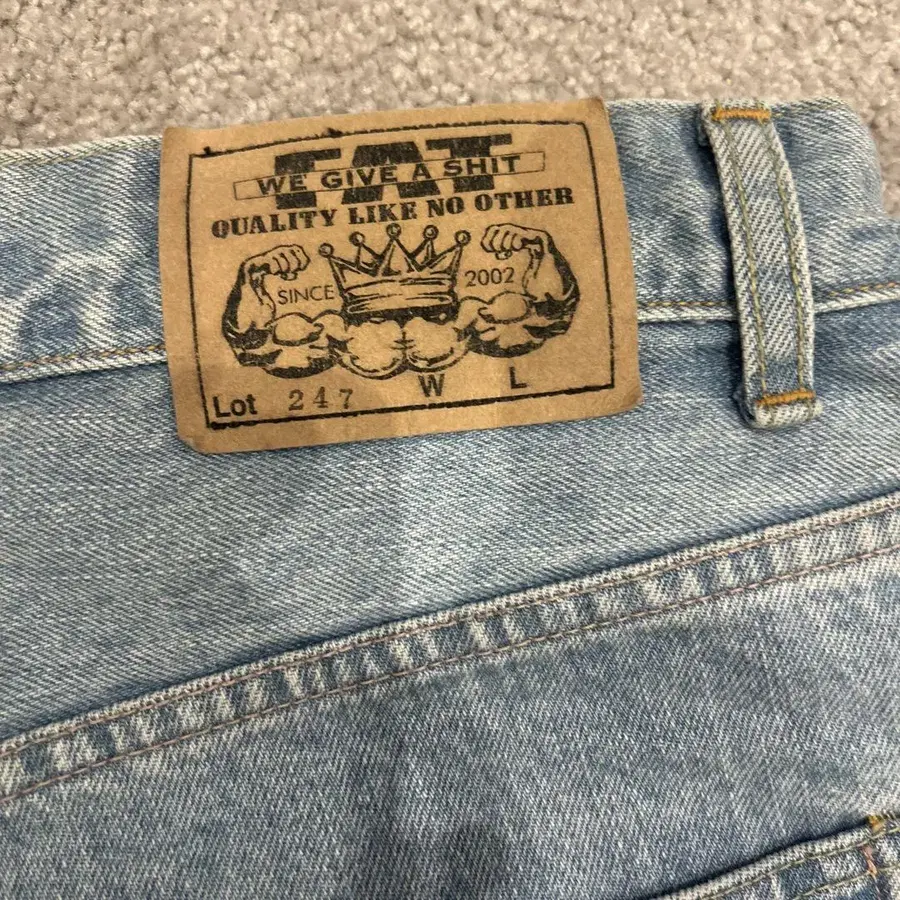 FAT
WE GIVE A SHIT
QUALITY LIKE NO OTHER
SINCE 2002
W L
Lot 247